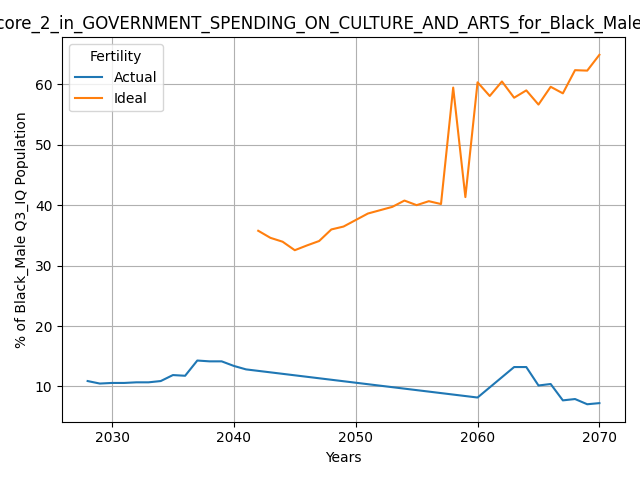 core_2_in_GOVERNMENT_SPENDING_ON_CULTURE_AND_ARTS_for_Black_Male
Fertility
Actual
Ideal
% of Black_Male Q3_IQ Population
60
50
40
30
20
10
2030 2040 2050 2060 2070
Years